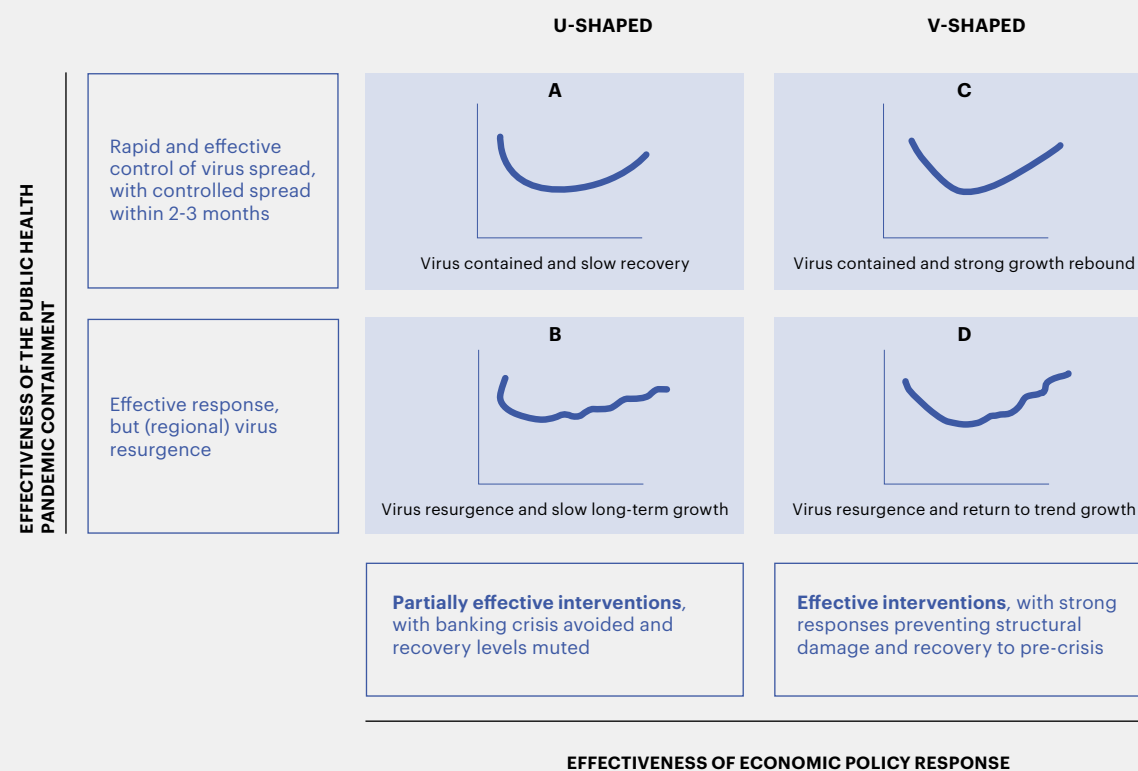 U-SHAPED
V-SHAPED
EFFECTIVENESS OF THE PUBLIC HEALTH
PANDEMIC CONTAINMENT
Rapid and effective
control of virus spread,
with controlled spread
within 2-3 months
A
Virus contained and slow recovery
C
Virus contained and strong growth rebound
Effective response,
but (regional) virus
resurgence
B
Virus resurgence and slow long-term growth
D
Virus resurgence and return to trend growth
Partially effective interventions,
with banking crisis avoided and
recovery levels muted
Effective interventions, with strong
responses preventing structural
damage and recovery to pre-crisis
EFFECTIVENESS OF ECONOMIC POLICY RESPONSE